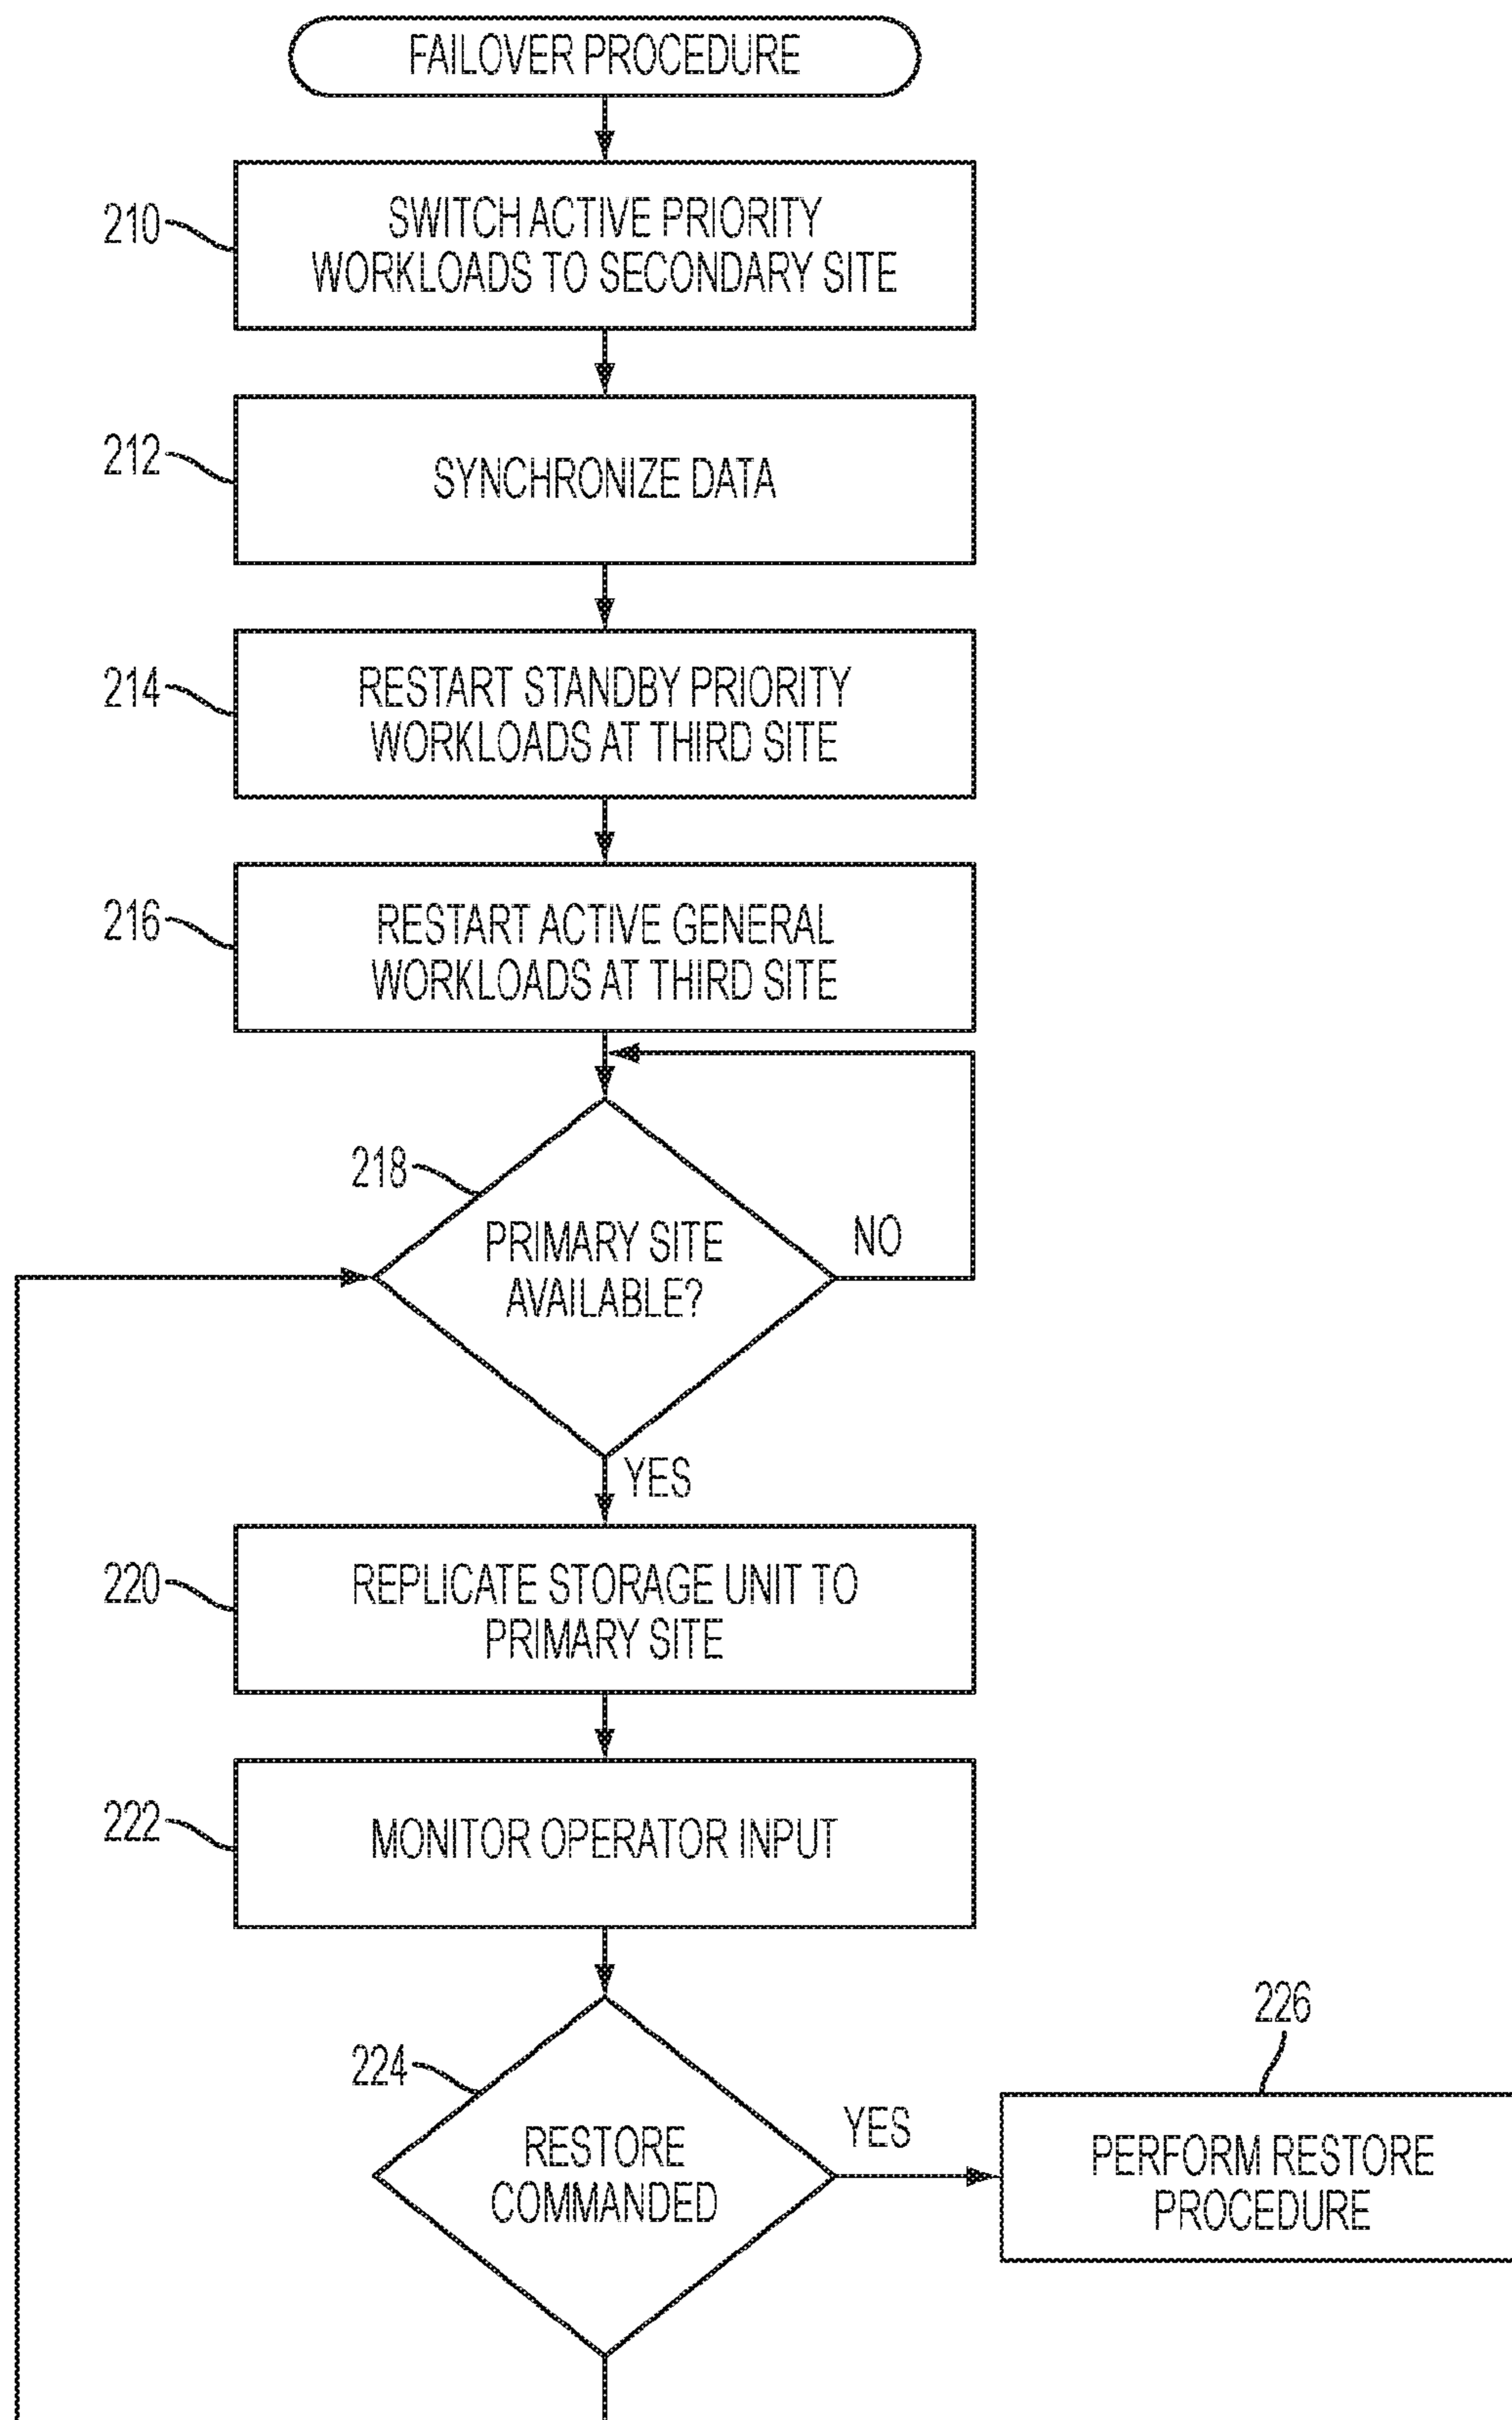 FAILOVER PROCEDURE
210
SWITCH ACTIVE PRIORITY
WORKLOADS TO SECONDARY SITE
212
SYNCHRONIZE DATA
214
RESTART STANDBY PRIORITY
WORKLOADS AT THIRD SITE
216
RESTART ACTIVE GENERAL
WORKLOADS AT THIRD SITE
218
PRIMARY SITE
AVAILABLE?
NO
YES
220
REPLICATE STORAGE UNIT TO
PRIMARY SITE
222
MONITOR OPERATOR INPUT
224
RESTORE
COMMANDED
YES
226
PERFORM RESTORE
PROCEDURE